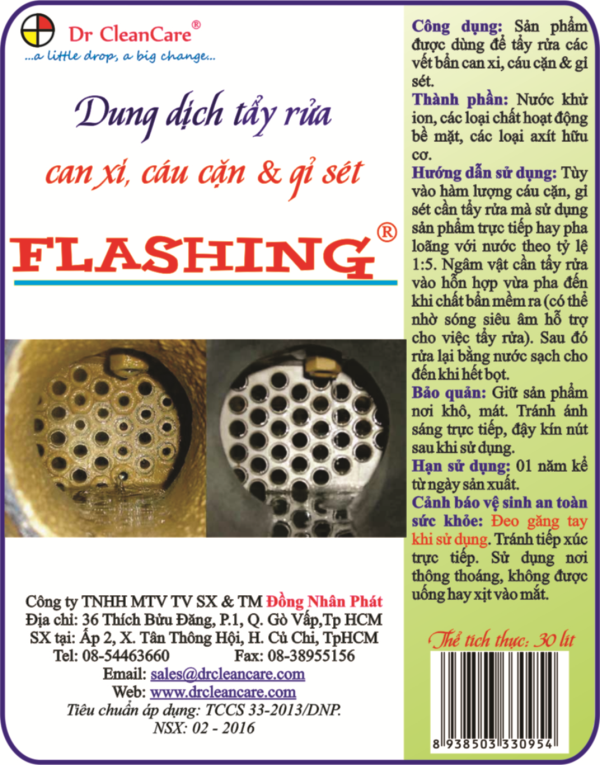 Dr CleanCare®
...a little drop, a big change...
Dung dịch tẩy rửa
can xi, cáu cặn & gỉ sét
FLASHING®
Công ty TNHH MTV TV SX & TM Đồng Nhân Phát
Địa chỉ: 36 Thích Bửu Đăng, P.1, Q. Gò Vấp,Tp HCM
SX tại: Ấp 2, X. Tân Thông Hội, H. Củ Chi, TpHCM
Tel: 08-54463660 Fax: 08-38955156
Email: sales@drcleancare.com
Web: www.drcleancare.com
Tiêu chuẩn áp dụng: TCCS 33-2013/DNP.
NSX: 02 - 2016
Công dụng: Sản phẩm
được dùng để tẩy rửa các
vết bẩn can xi, cáu cặn & gỉ
sét.
Thành phần: Nước khử
ion, các loại chất hoạt động
bề mặt, các loại axít hữu
cơ.
Hướng dẫn sử dụng: Tùy
vào hàm lượng cáu cặn, gỉ
sét cần tẩy rửa mà sử dụng
sản phẩm trực tiếp hay pha
loãng với nước theo tỷ lệ
1:5. Ngâm vật cần tẩy rửa
vào hỗn hợp vừa pha đến
khi chất bẩn mềm ra (có thể
nhờ sóng siêu âm hỗ trợ
cho việc tẩy rửa). Sau đó
rửa lại bằng nước sạch cho
đến khi hết bọt.
Bảo quản: Giữ sản phẩm
nơi khô, mát. Tránh ánh
sáng trực tiếp, đậy kín nút
sau khi sử dụng.
Hạn sử dụng: 01 năm kể
từ ngày sản xuất.
Cảnh báo vệ sinh an toàn
sức khỏe: Đeo găng tay
khi sử dụng. Tránh tiếp xúc
trực tiếp. Sử dụng nơi
thông thoáng, không được
uống hay xịt vào mắt.
Thể tích thực: 30 lít
8 938503 330954